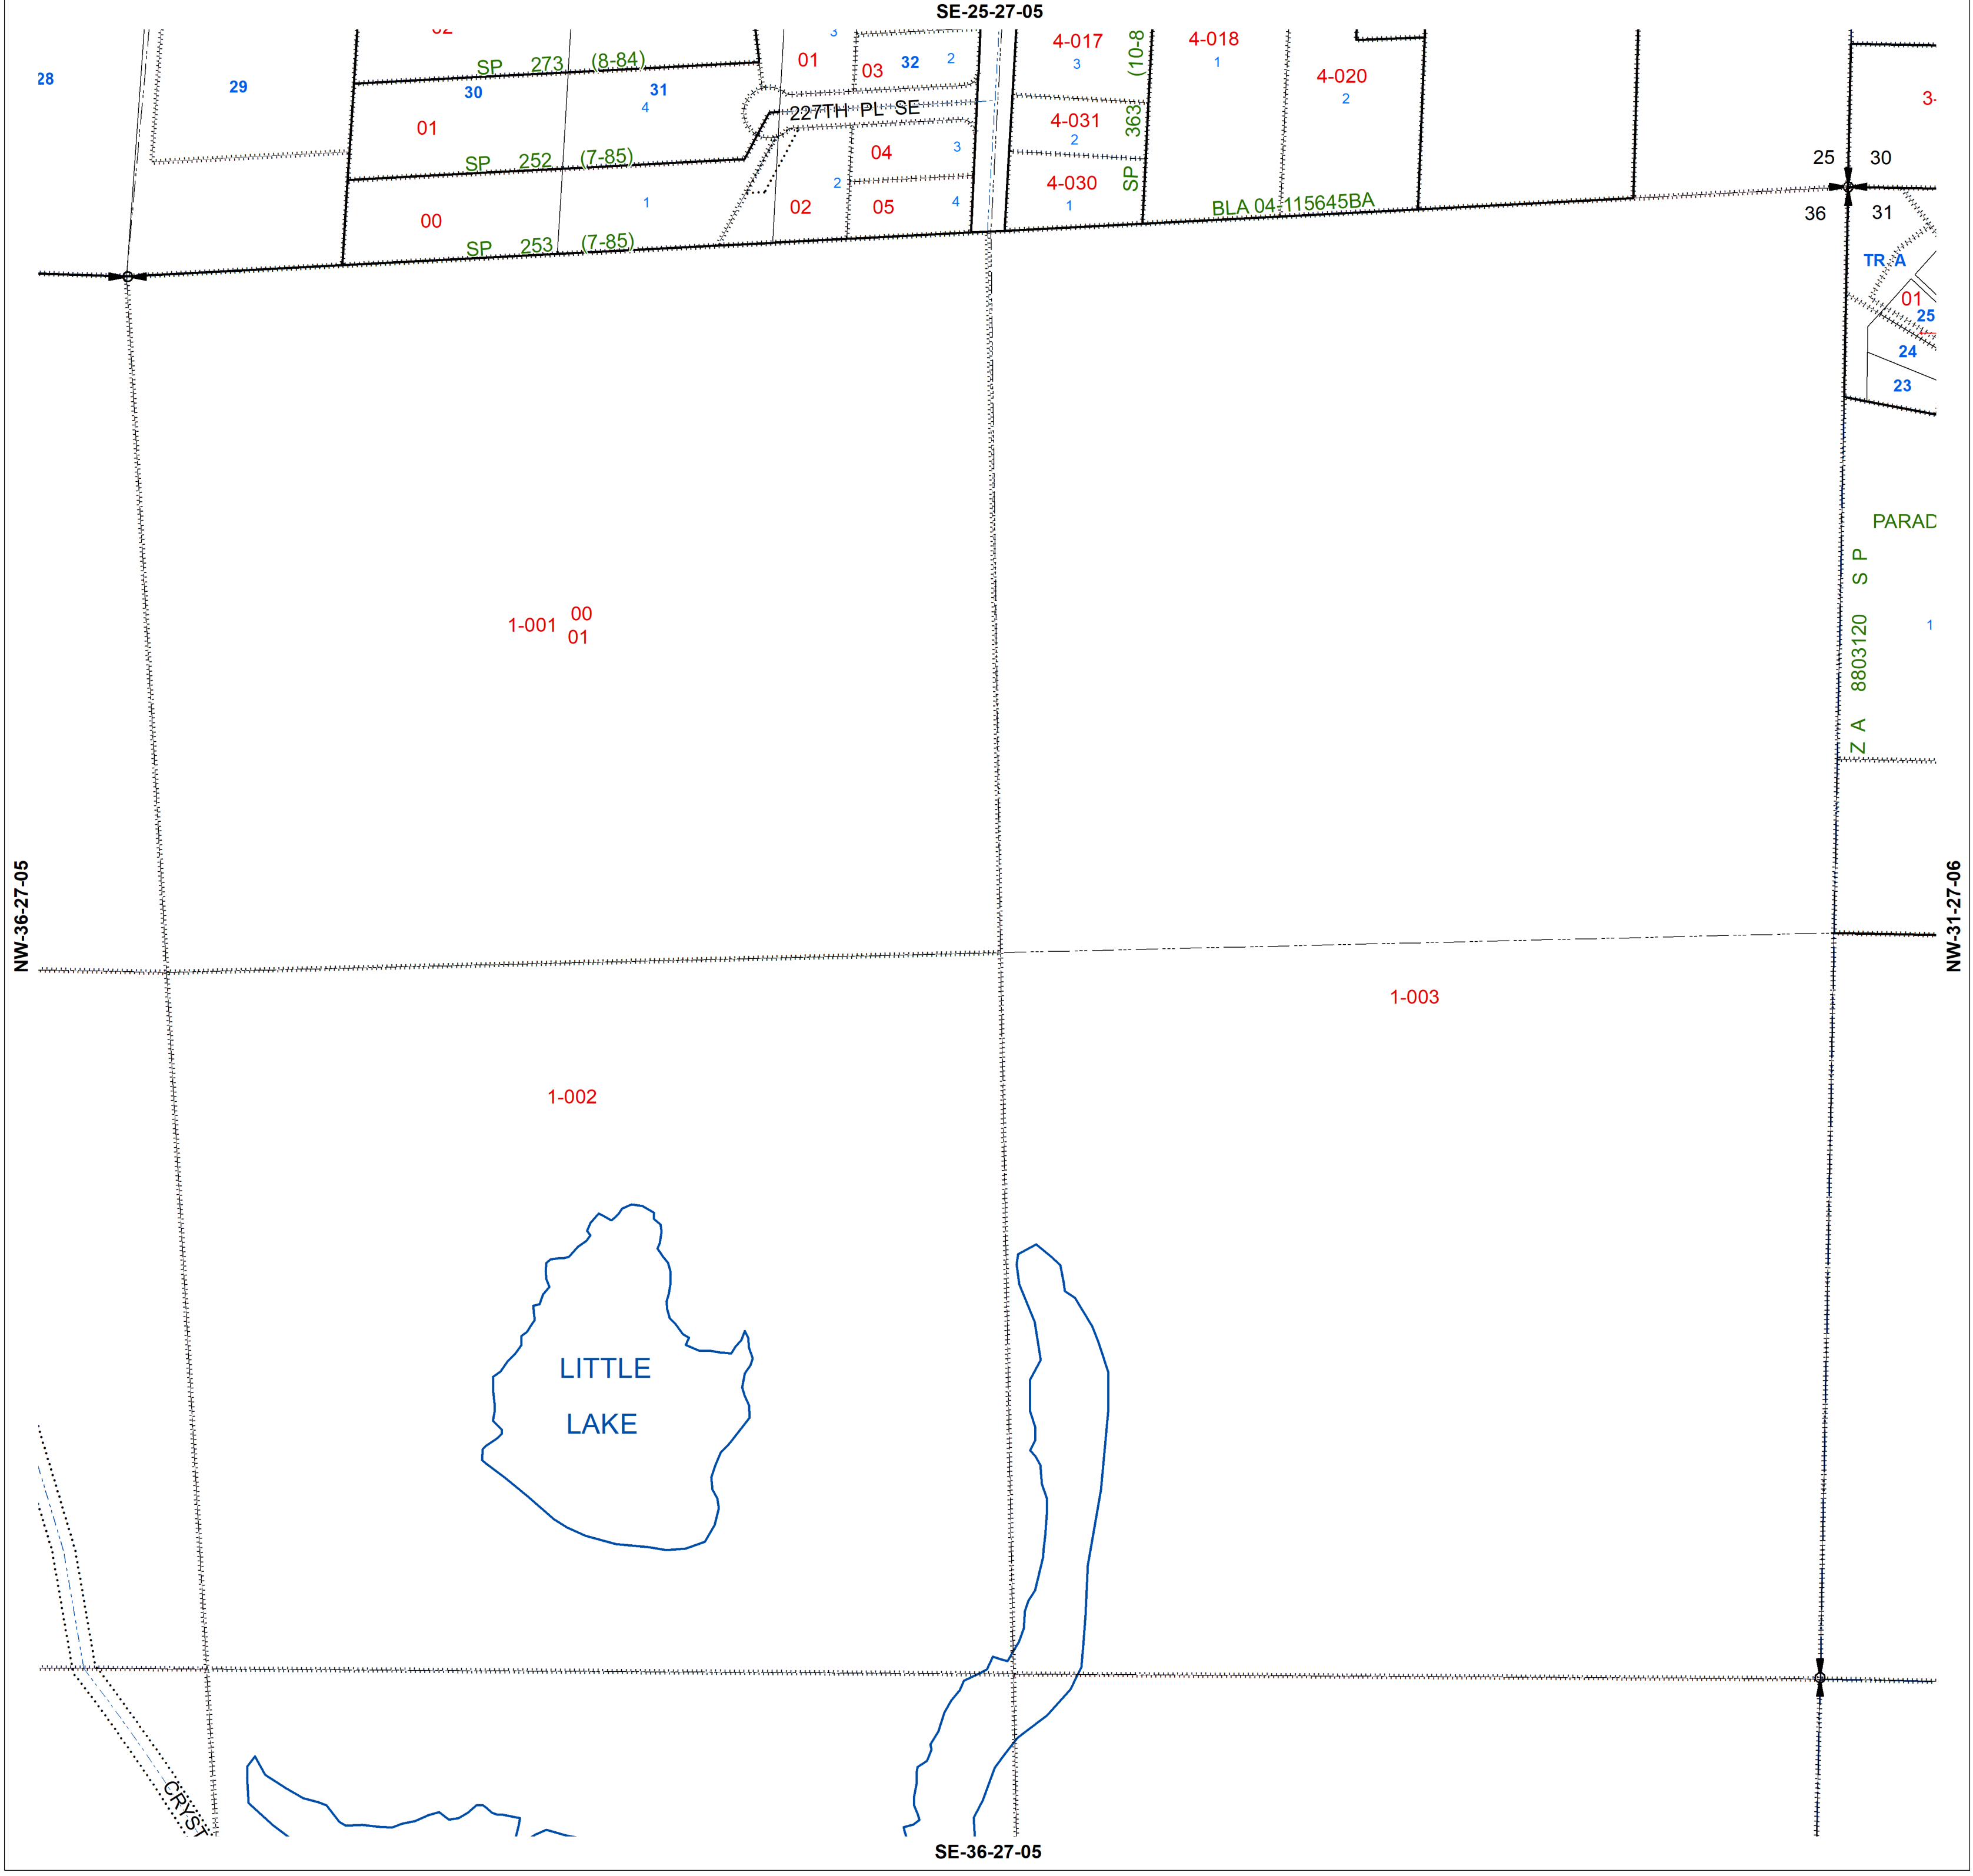 SE-25-27-05
28
29
02
SP 273 (8-84)
30
31
4
01
SP 252 (7-85)
1
00
SP 253 (7-85)
3
01
03
32
2
227TH PL SE
04
3
2
02
05
4
4-017
3
4-031
2
4-030
1
SP 363 (10-8
4-018
1
4-020
2
BLA 04-115645BA
3-
25
30
36
31
TR A
01
25
24
23
PARAD
Z A 8803120 S P
1
1-001
00
01
NW-36-27-05
NW-31-27-06
1-003
1-002
LITTLE
LAKE
CRYST
SE-36-27-05